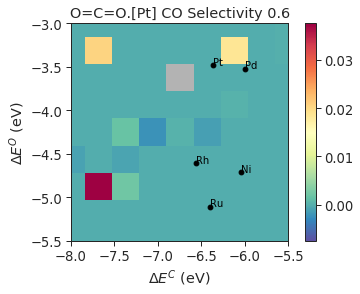 O=C=O.[Pt] CO Selectivity 0.6
−3.0
−3.5
−4.0
−4.5
−5.0
−5.5
ΔE^O (eV)
Pt
Pd
Rh
Ni
Ru
−8.0 −7.5 −7.0 −6.5 −6.0 −5.5
ΔE^C (eV)
0.03
0.02
0.01
0.00